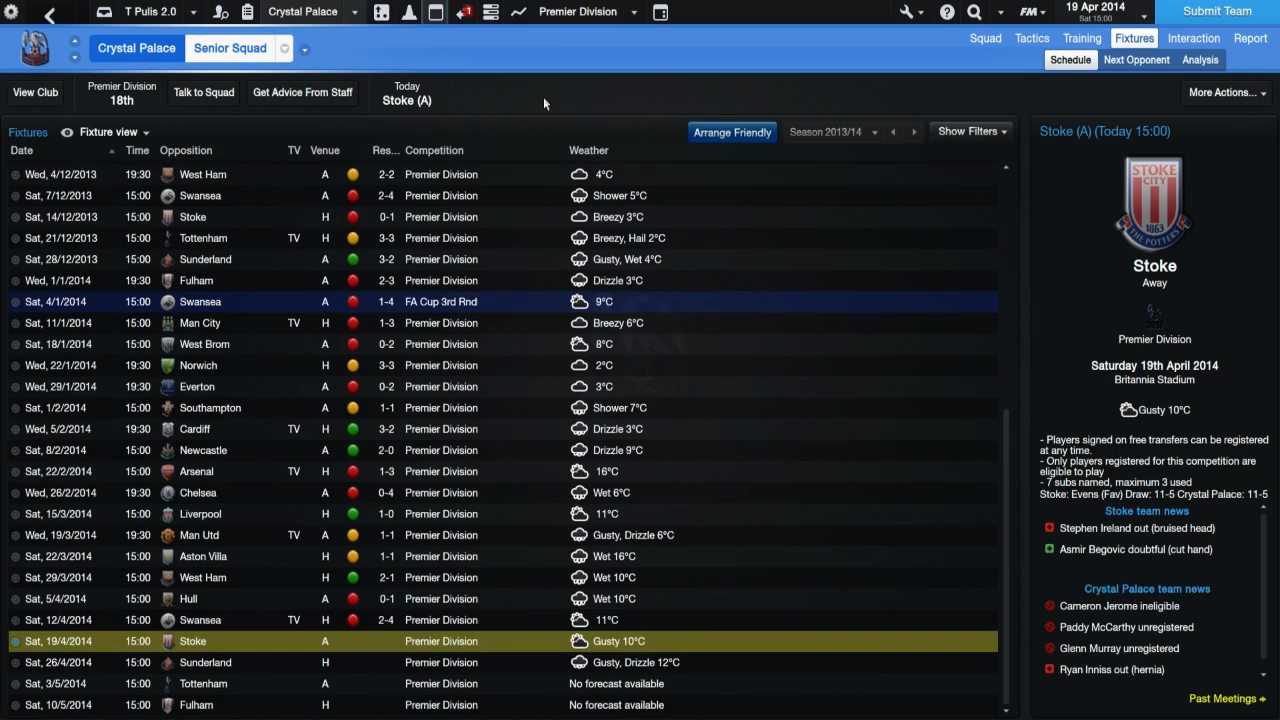 T Pulis 2.0 Crystal Palace 1 Premier Division FM 19 Apr 2014 Sat 15:00 Submit Team
Crystal Palace Senior Squad Squad Tactics Training Fixtures Interaction Report
Schedule Next Opponent Analysis
View Club Premier Division 18th Talk to Squad Get Advice From Staff Today Stoke (A) More Actions...
Fixtures Fixture view Arrange Friendly Season 2013/14 Show Filters
Date Time Opposition TV Venue Res... Competition Weather
Wed, 4/12/2013 19:30 West Ham A 2-2 Premier Division 4°C
Sat, 7/12/2013 15:00 Swansea A 2-4 Premier Division Shower 5°C
Sat, 14/12/2013 15:00 Stoke H 0-1 Premier Division Breezy 3°C
Sat, 21/12/2013 15:00 Tottenham TV H 3-3 Premier Division Breezy, Hail 2°C
Sat, 28/12/2013 15:00 Sunderland A 3-2 Premier Division Gusty, Wet 4°C
Wed, 1/1/2014 19:30 Fulham A 2-3 Premier Division Drizzle 3°C
Sat, 4/1/2014 15:00 Swansea A 1-4 FA Cup 3rd Rnd 9°C
Sat, 11/1/2014 15:00 Man City TV H 1-3 Premier Division Breezy 6°C
Sat, 18/1/2014 15:00 West Brom A 0-2 Premier Division 8°C
Wed, 22/1/2014 19:30 Norwich H 3-3 Premier Division 2°C
Wed, 29/1/2014 19:30 Everton A 0-2 Premier Division 3°C
Sat, 1/2/2014 15:00 Southampton A 1-1 Premier Division Shower 7°C
Wed, 5/2/2014 19:30 Cardiff TV H 3-2 Premier Division Drizzle 3°C
Sat, 8/2/2014 15:00 Newcastle A 2-0 Premier Division Drizzle 9°C
Sat, 22/2/2014 15:00 Arsenal TV H 1-3 Premier Division 16°C
Wed, 26/2/2014 19:30 Chelsea A 0-4 Premier Division Wet 6°C
Sat, 15/3/2014 15:00 Liverpool H 1-0 Premier Division 11°C
Wed, 19/3/2014 19:30 Man Utd TV A 1-1 Premier Division Gusty, Drizzle 6°C
Sat, 22/3/2014 15:00 Aston Villa H 1-1 Premier Division Wet 16°C
Sat, 29/3/2014 15:00 West Ham H 2-1 Premier Division Wet 10°C
Sat, 5/4/2014 15:00 Hull A 0-1 Premier Division Wet 10°C
Sat, 12/4/2014 15:00 Swansea TV H 2-4 Premier Division 11°C
Sat, 19/4/2014 15:00 Stoke A Premier Division Gusty 10°C
Sat, 26/4/2014 15:00 Sunderland H Premier Division Gusty, Drizzle 12°C
Sat, 3/5/2014 15:00 Tottenham A Premier Division No forecast available
Sat, 10/5/2014 15:00 Fulham H Premier Division No forecast available
Stoke (A) (Today 15:00)
STOKE
CITY
1863
THE POTTERS
Stoke
Away
Premier Division
Saturday 19th April 2014
Britannia Stadium
Gusty 10°C
- Players signed on free transfers can be registered
at any time.
- Only players registered for this competition are
eligible to play
- 7 subs named, maximum 3 used
Stoke: Evens (Fav) Draw: 11-5 Crystal Palace: 11-5
Stoke team news
Stephen Ireland out (bruised head)
Asmir Begovic doubtful (cut hand)
Crystal Palace team news
Cameron Jerome ineligible
Paddy McCarthy unregistered
Glenn Murray unregistered
Ryan Inniss out (hernia)
Past Meetings